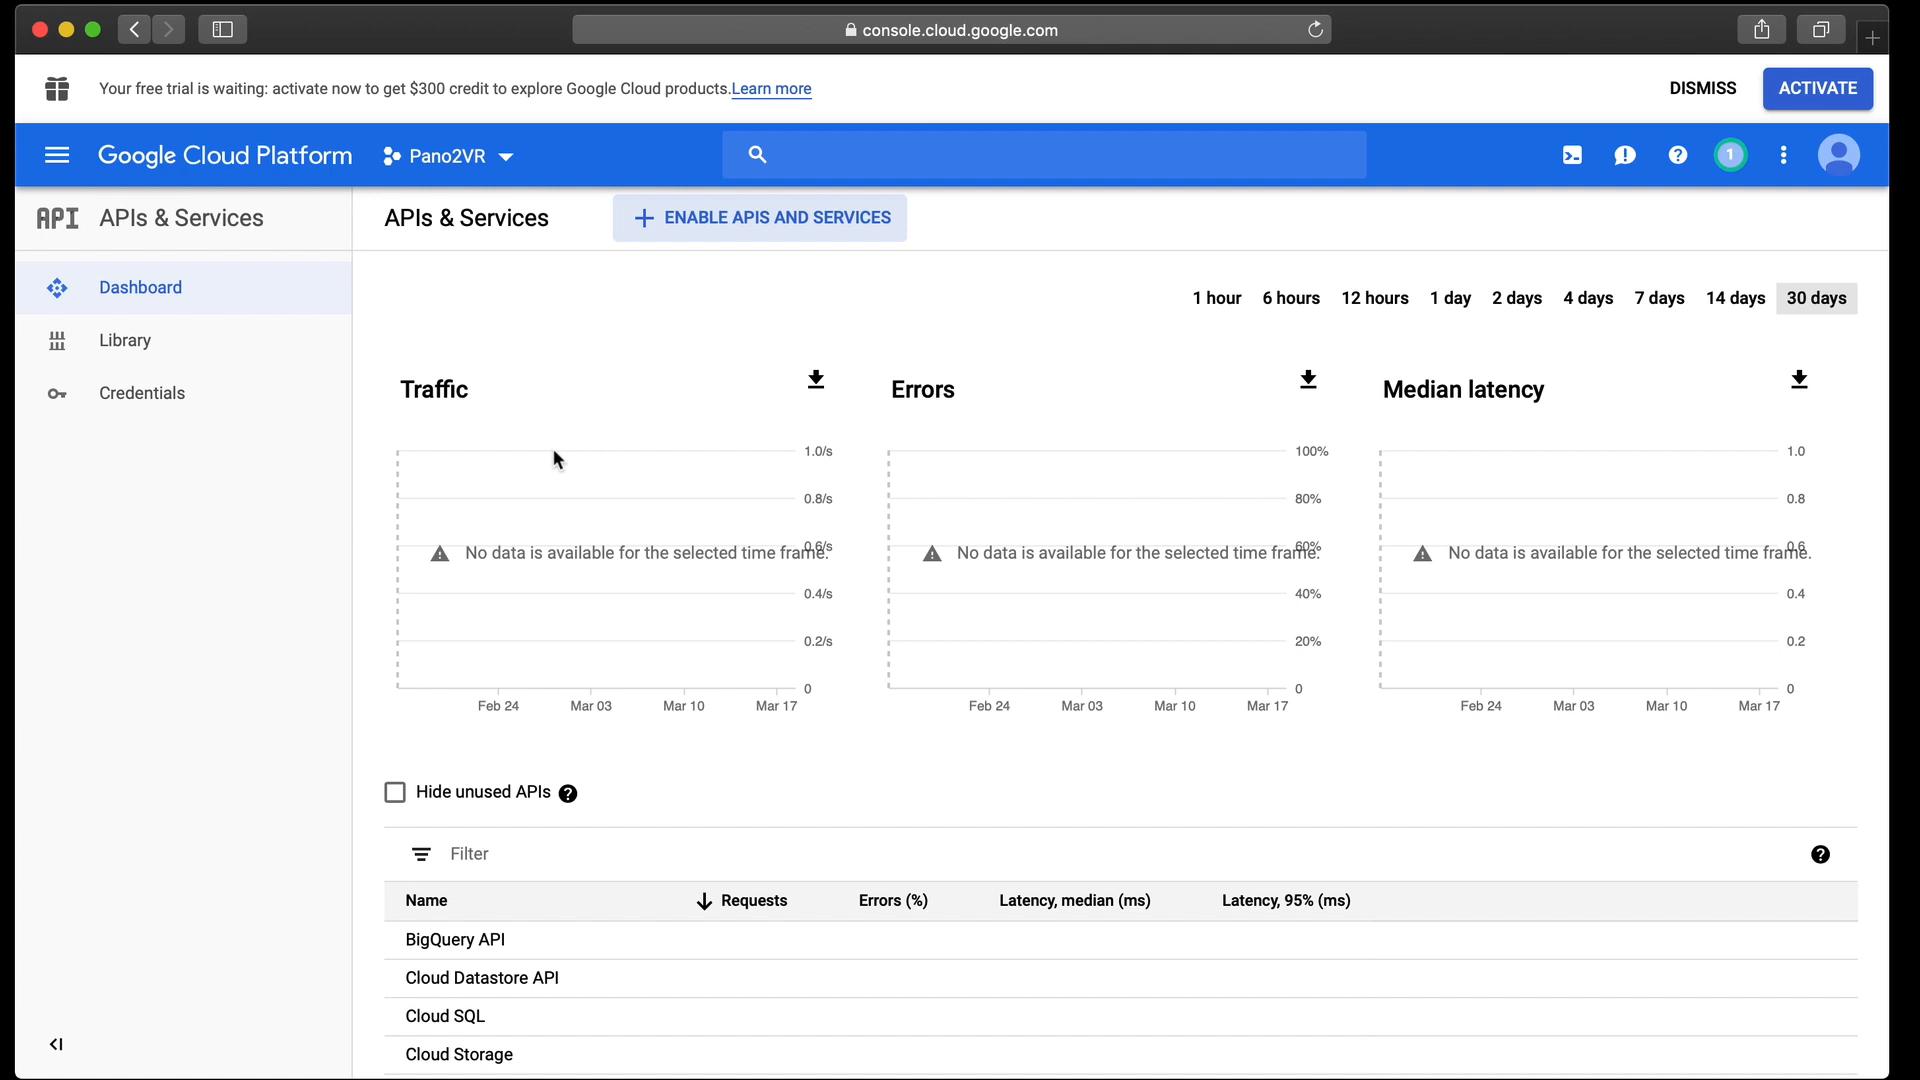 console.cloud.google.com
Your free trial is waiting: activate now to get $300 credit to explore Google Cloud products. Learn more
DISMISS
ACTIVATE
Google Cloud Platform
Pano2VR
1
API APIs & Services
APIs & Services
ENABLE APIS AND SERVICES
Dashboard
Library
Credentials
1 hour 6 hours 12 hours 1 day 2 days 4 days 7 days 14 days 30 days
Traffic
1.0/s
0.8/s
0.6/s
No data is available for the selected time frame.
0.4/s
0.2/s
0
Feb 24 Mar 03 Mar 10 Mar 17
Errors
100%
80%
60%
No data is available for the selected time frame.
40%
20%
0
Feb 24 Mar 03 Mar 10 Mar 17
Median latency
1.0
0.8
0.6
No data is available for the selected time frame.
0.4
0.2
0
Feb 24 Mar 03 Mar 10 Mar 17
Hide unused APIs
Filter
Name Requests Errors (%) Latency, median (ms) Latency, 95% (ms)
BigQuery API
Cloud Datastore API
Cloud SQL
Cloud Storage